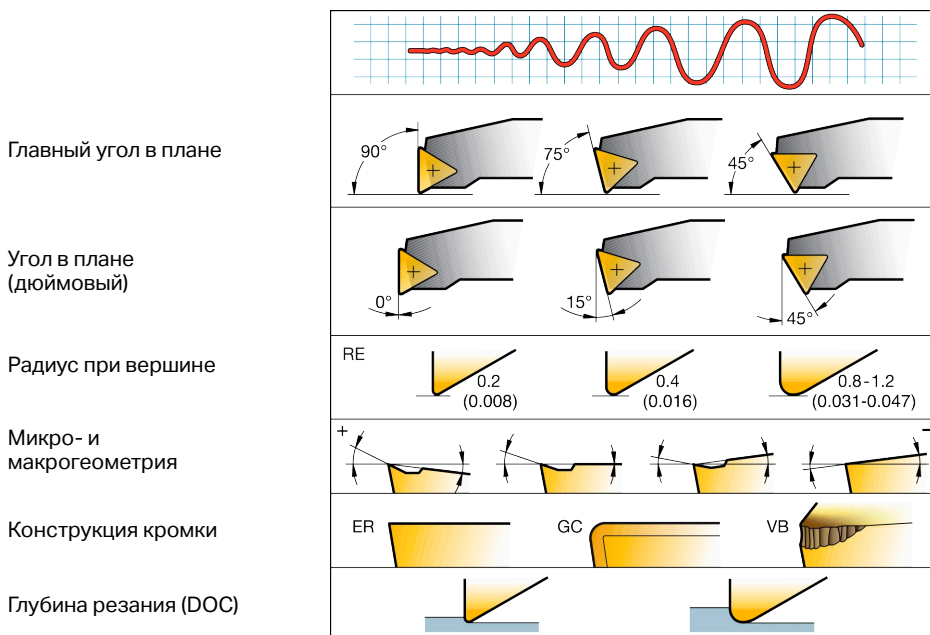 Главный угол в плане
90°
75°
45°
Угол в плане
(дюймовый)
0°
15°
45°
Радиус при вершине
RE
0.2
(0.008)
0.4
(0.016)
0.8-1.2
(0.031-0.047)
Микро- и
макрогеометрия
+
–
Конструкция кромки
ER
GC
VB
Глубина резания (DOC)